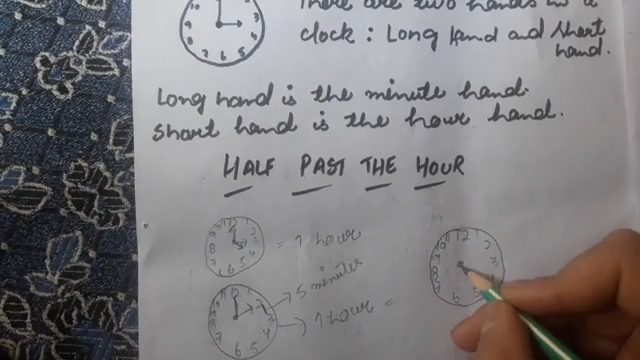 There are two hands in a
clock : Long hand and short
hand.
Long hand is the minute hand.
Short hand is the hour hand.
HALF PAST THE HOUR
= 1 hour
5 minutes
1 hour =